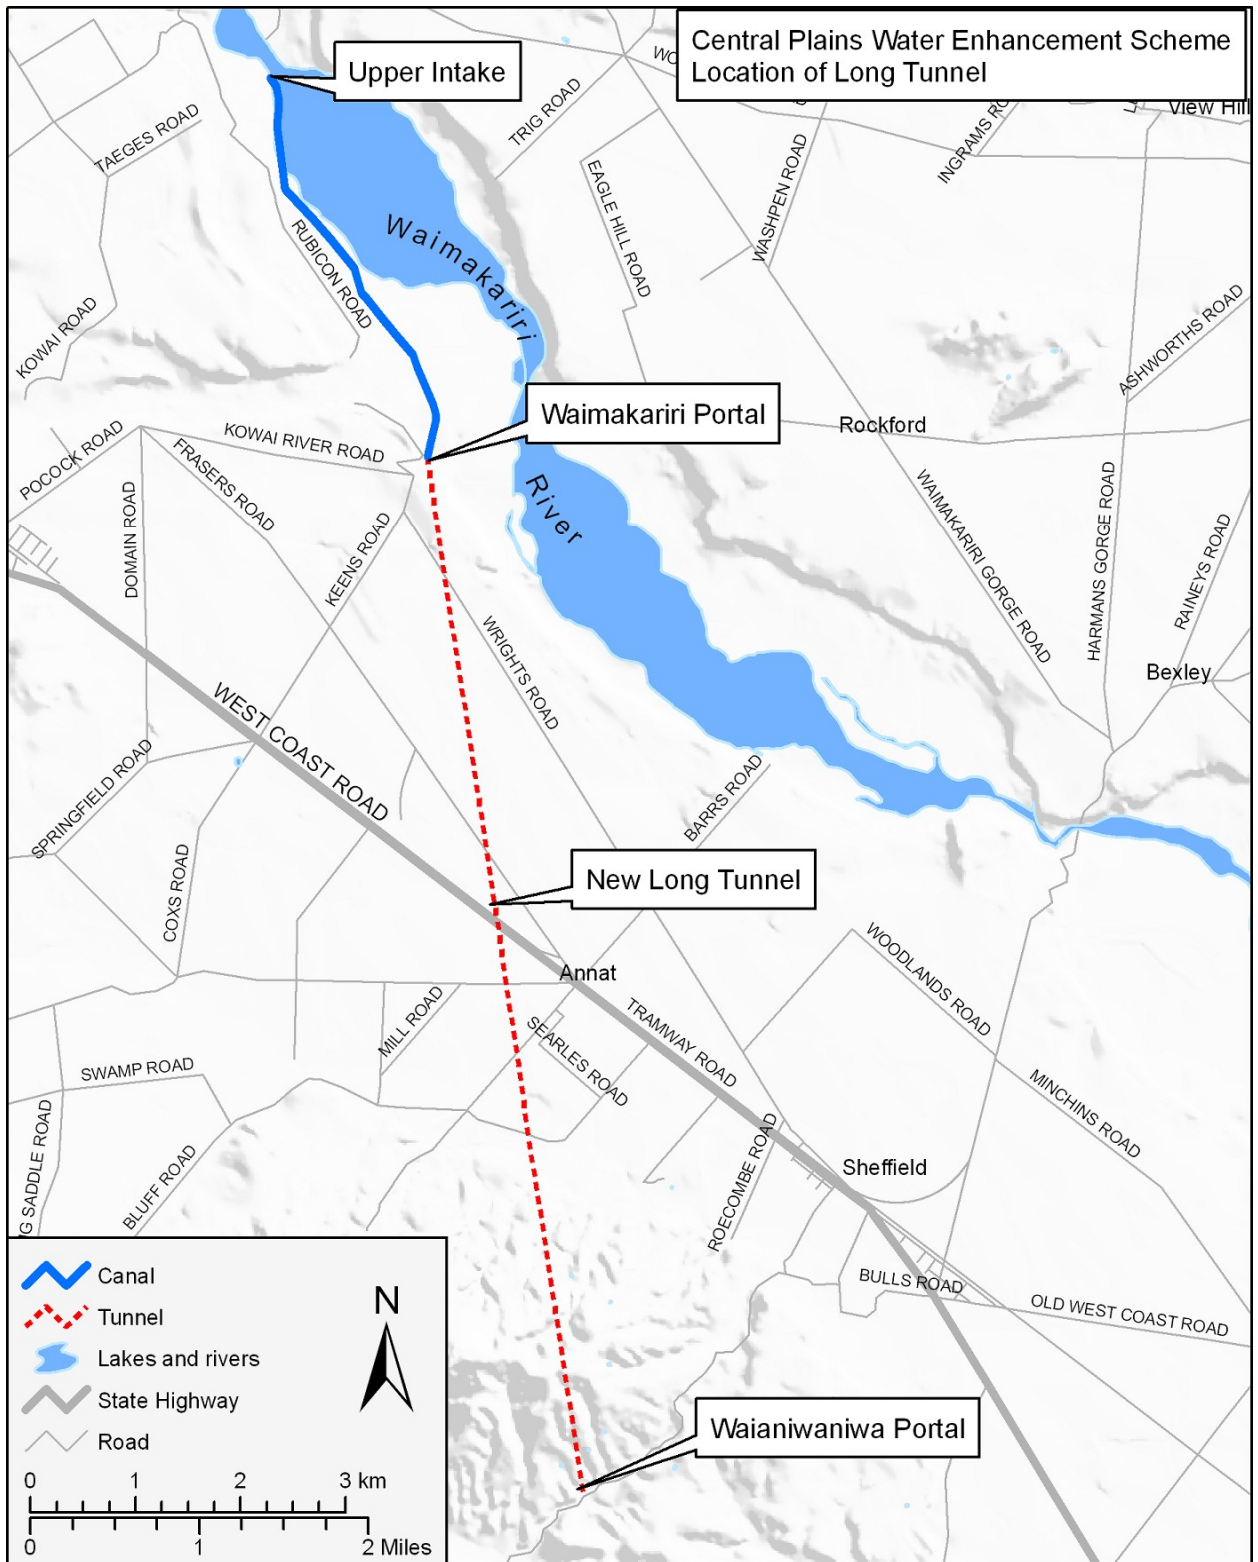 Central Plains Water Enhancement Scheme
Location of Long Tunnel
Upper Intake
View Hill
TRIG ROAD
INGRAMS RO
TAEGES ROAD
EAGLE HILL ROAD
WASHPEN ROAD
Waimakariri
RUBICON ROAD
KOWAI ROAD
ASHWORTHS ROAD
Waimakariri Portal
Rockford
POCOCK ROAD
KOWAI RIVER ROAD
FRASERS ROAD
River
DOMAIN ROAD
KEENS ROAD
WAIMAKARIRI GORGE ROAD
HARMANS GORGE ROAD
RAINEYS ROAD
WRIGHTS ROAD
Bexley
WEST COAST ROAD
SPRINGFIELD ROAD
BARRS ROAD
New Long Tunnel
COXS ROAD
WOODLANDS ROAD
Annat
MILL ROAD
SEARLES ROAD
TRAMWAY ROAD
SWAMP ROAD
MINCHINS ROAD
NG SADDLE ROAD
BLUFF ROAD
ROECOMBE ROAD
Sheffield
BULLS ROAD
OLD WEST COAST ROAD
Waianiwaniwa Portal
Canal
Tunnel
Lakes and rivers
State Highway
Road
N
0 1 2 3 km
0 1 2 Miles